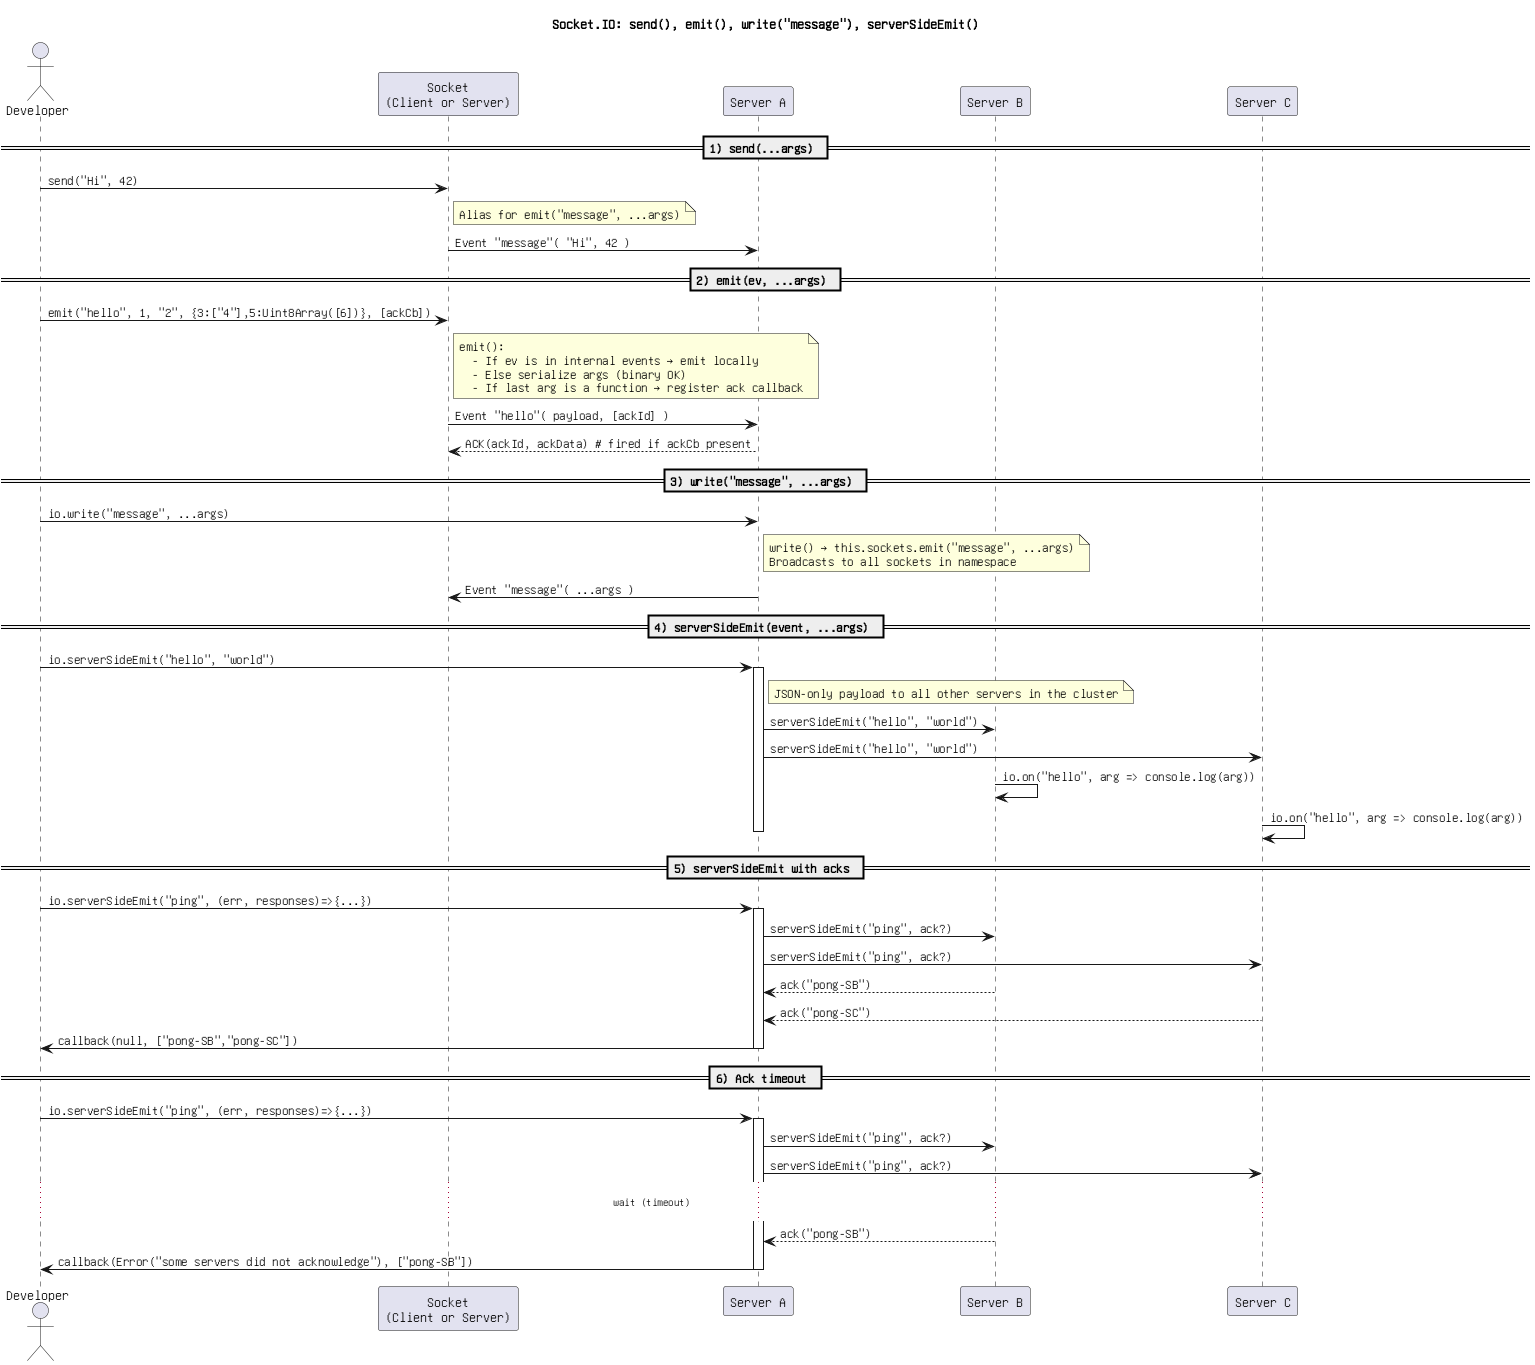 Socket.IO: send(), emit(), write("message"), serverSideEmit()
Developer
Socket
(Client or Server)
Server A
Server B
Server C
1) send(...args)
send("Hi", 42)
Alias for emit("message", ...args)
Event "message"( "Hi", 42 )
2) emit(ev, ...args)
emit("hello", 1, "2", {3:["4"],5:Uint8Array([6])}, [ackCb])
emit():
- If ev is in internal events → emit locally
- Else serialize args (binary OK)
- If last arg is a function → register ack callback
Event "hello"( payload, [ackId] )
ACK(ackId, ackData) # fired if ackCb present
3) write("message", ...args)
io.write("message", ...args)
write() → this.sockets.emit("message", ...args)
Broadcasts to all sockets in namespace
Event "message"( ...args )
4) serverSideEmit(event, ...args)
io.serverSideEmit("hello", "world")
JSON-only payload to all other servers in the cluster
serverSideEmit("hello", "world")
serverSideEmit("hello", "world")
io.on("hello", arg => console.log(arg))
io.on("hello", arg => console.log(arg))
5) serverSideEmit with acks
io.serverSideEmit("ping", (err, responses)=>{...})
serverSideEmit("ping", ack?)
serverSideEmit("ping", ack?)
ack("pong-SB")
ack("pong-SC")
callback(null, ["pong-SB","pong-SC"])
6) Ack timeout
io.serverSideEmit("ping", (err, responses)=>{...})
serverSideEmit("ping", ack?)
serverSideEmit("ping", ack?)
wait (timeout)
ack("pong-SB")
callback(Error("some servers did not acknowledge"), ["pong-SB"])
Developer
Socket
(Client or Server)
Server A
Server B
Server C